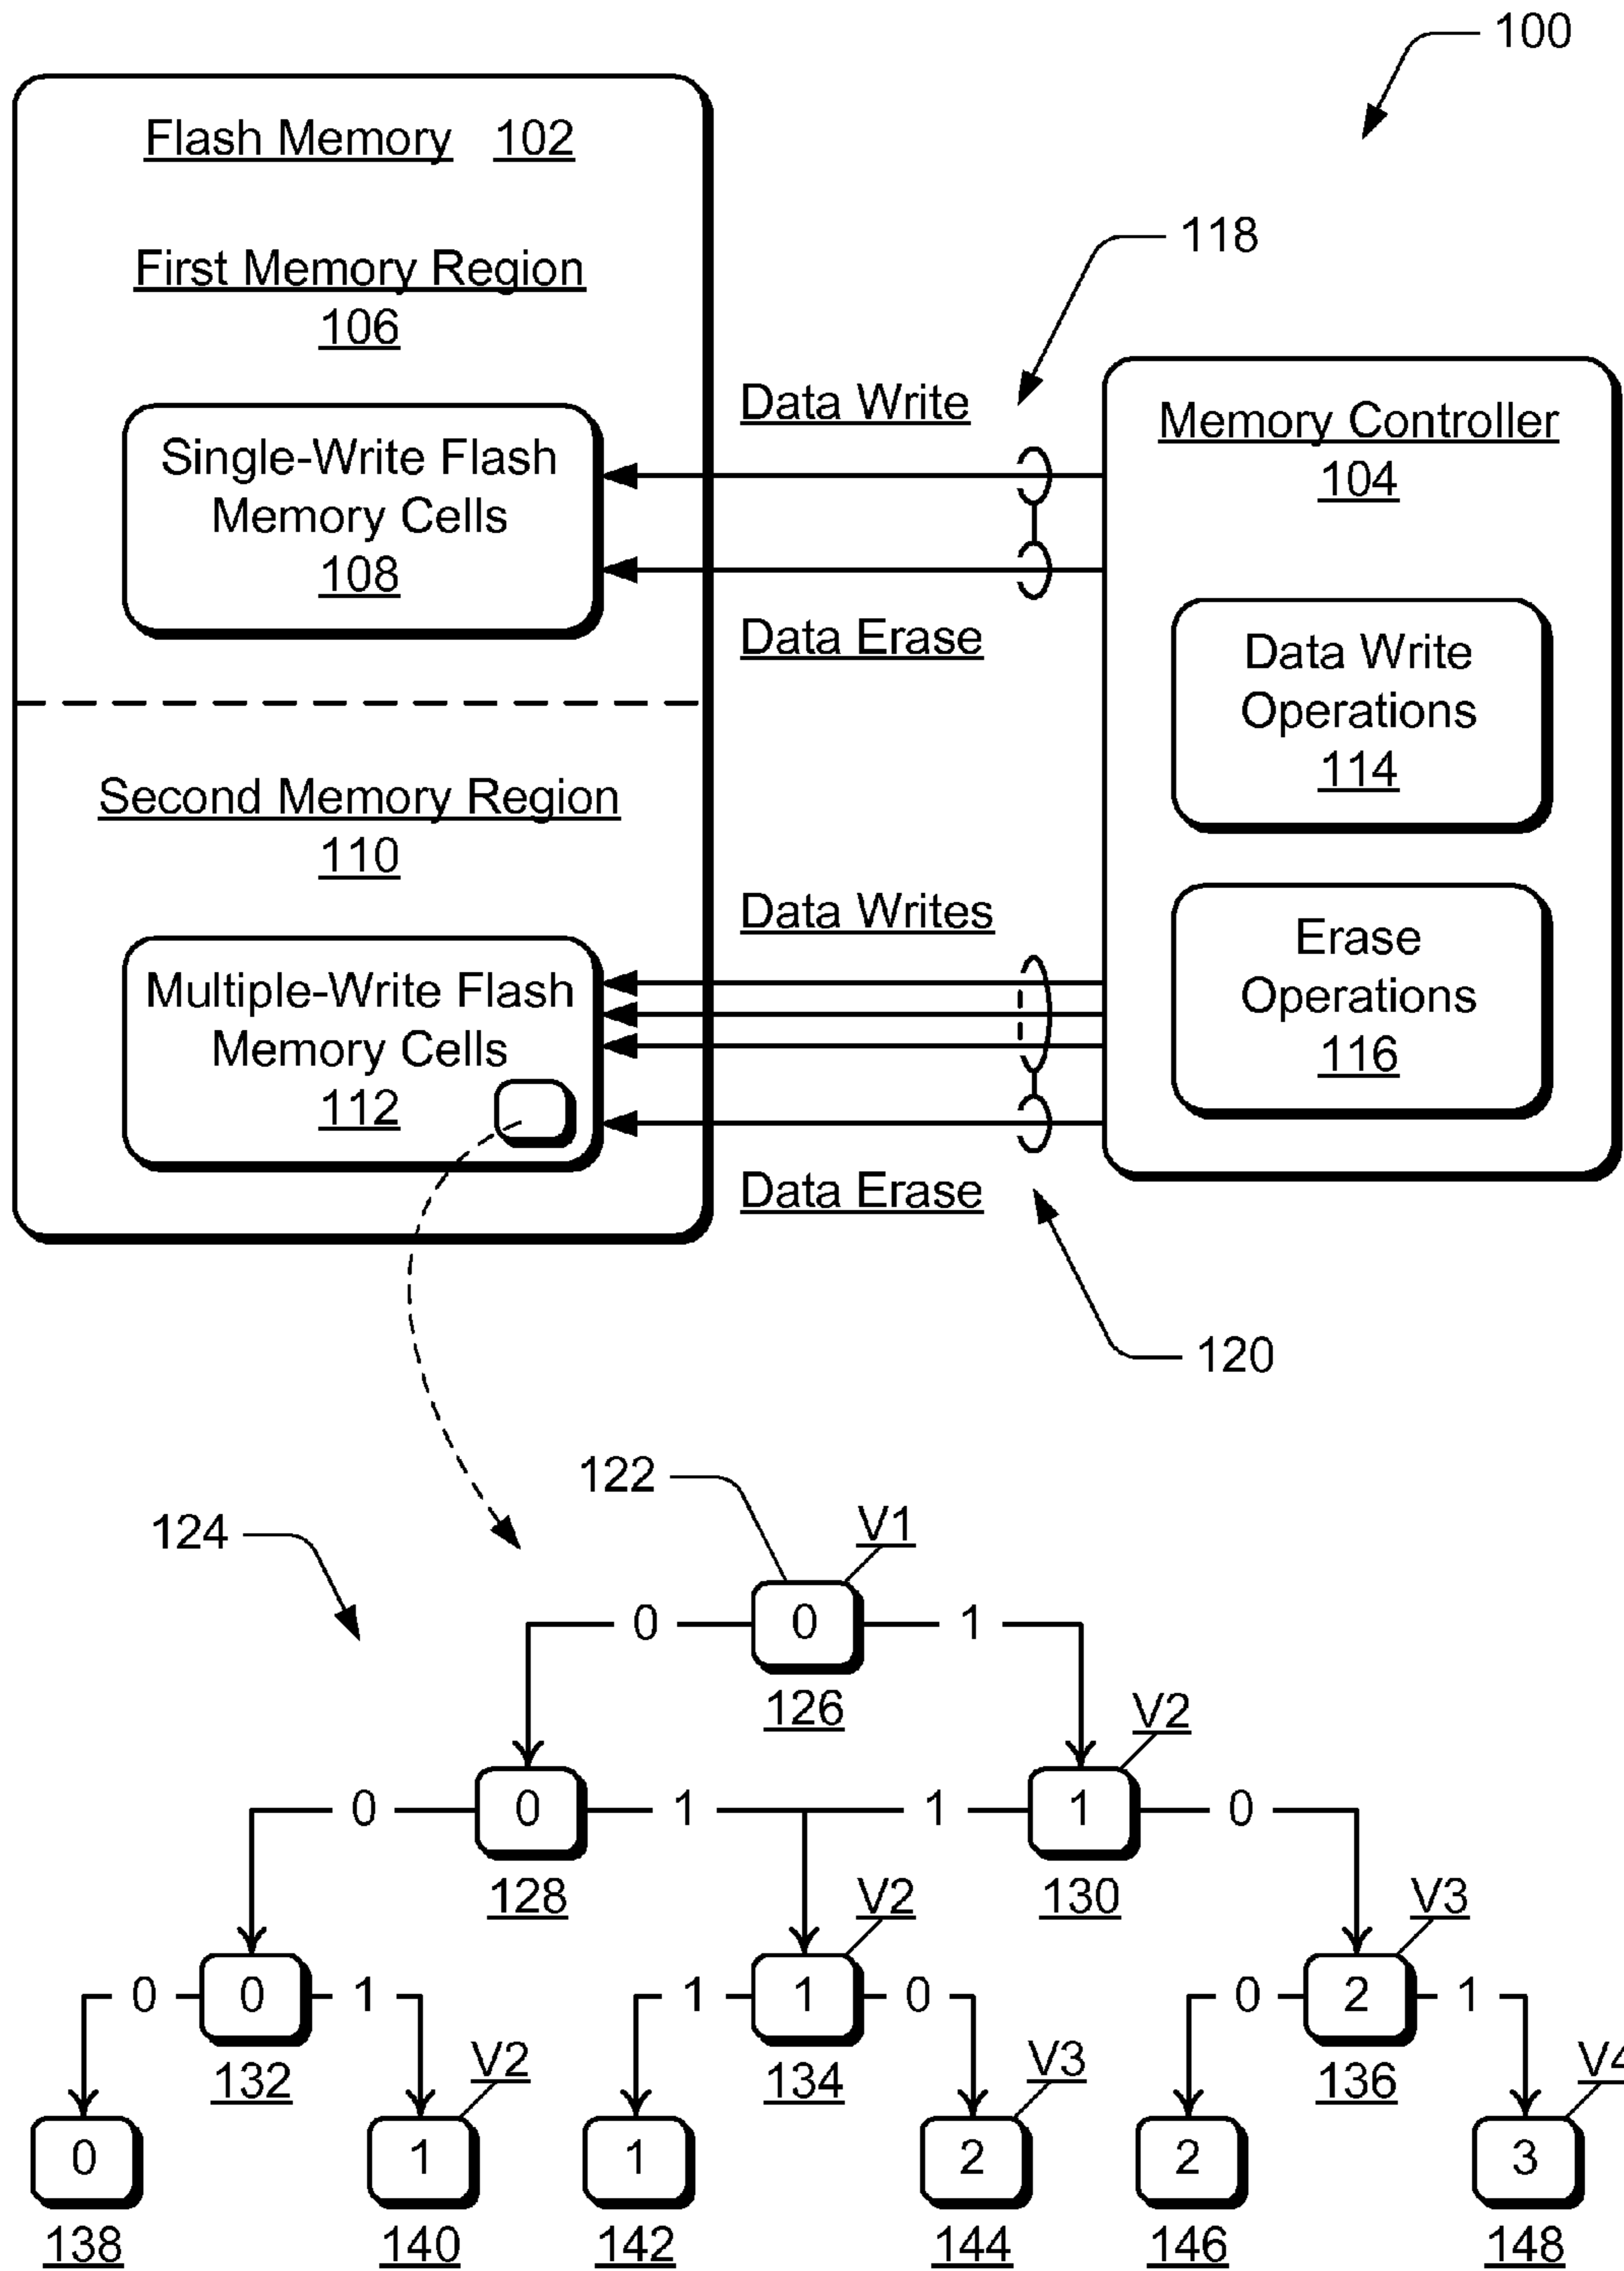 100
Flash Memory 102
First Memory Region
106
Single-Write Flash
Memory Cells
108
118
Data Write
Data Erase
Memory Controller
104
Data Write
Operations
114
Erase
Operations
116
Second Memory Region
110
Multiple-Write Flash
Memory Cells
112
Data Writes
Data Erase
120
122
V1
124
0 0 1
126
V2
0 0 1 1 1 0
128
130
V2
V3
0 0 1 1 1 0 0 2 1
132
134
136
V2
V3
V4
0 1 1 2 2 3
138 140 142 144 146 148